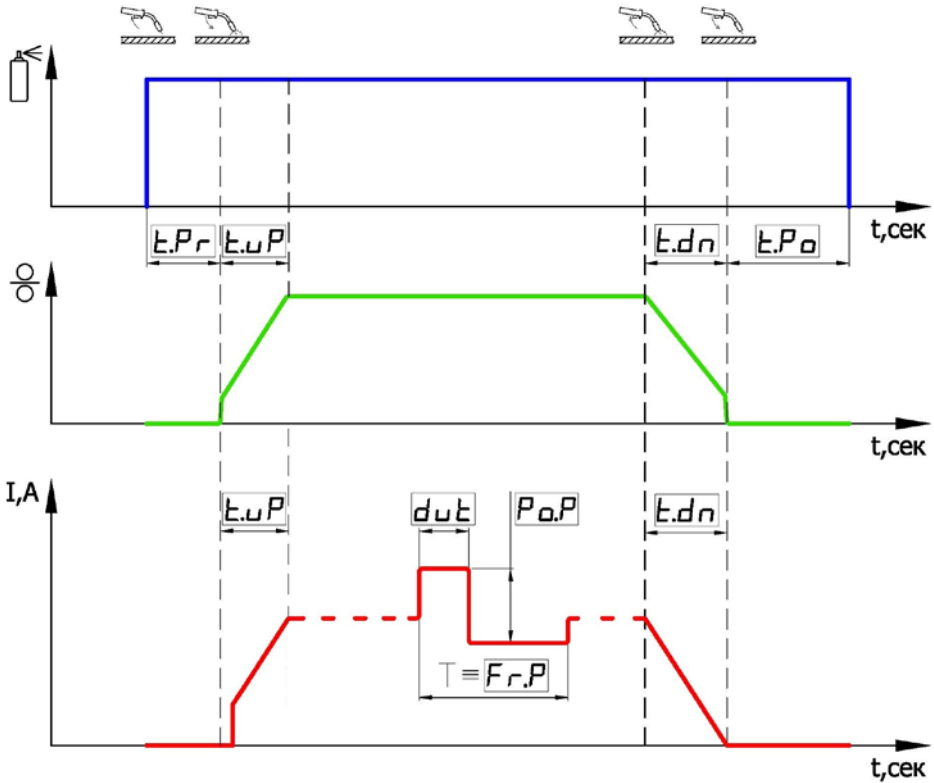 t,сек
t.Pr t.uP t.dn t.Po
t,сек
I,A
t.uP dut Po.P t.dn
T ≡ Fr.P
t,сек